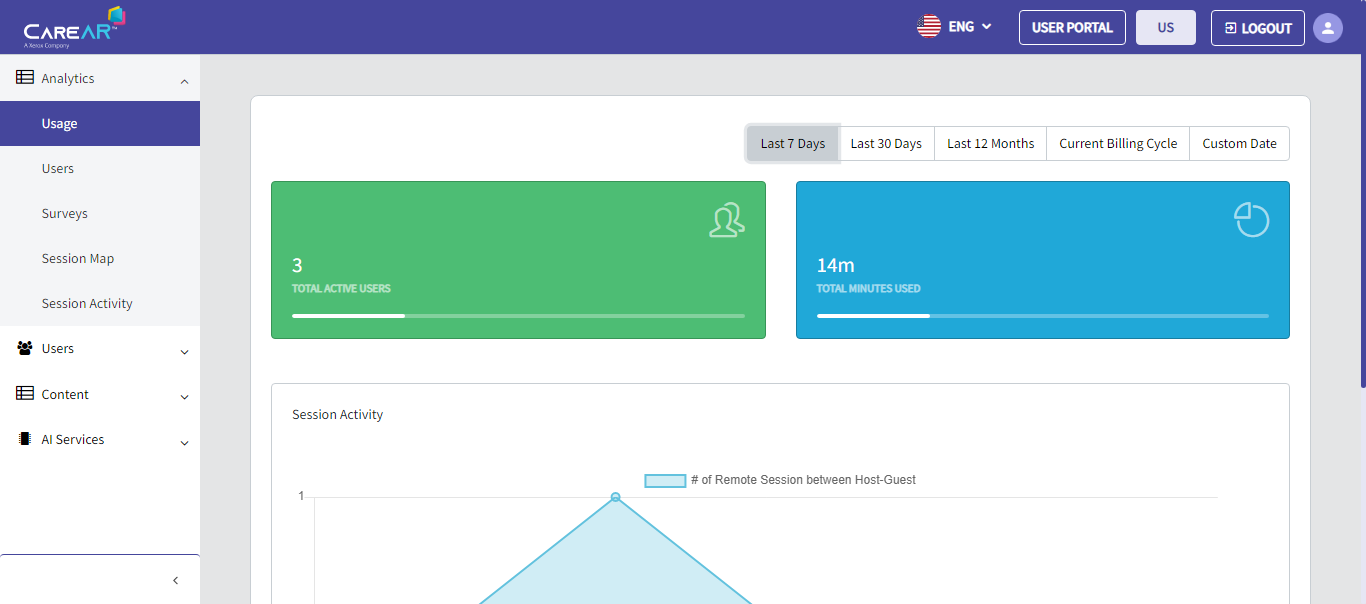 CAREAR™
A Xerox Company
ENG
USER PORTAL
US
LOGOUT
Analytics
Usage
Users
Surveys
Session Map
Session Activity
Users
Content
AI Services
Last 7 Days
Last 30 Days
Last 12 Months
Current Billing Cycle
Custom Date
3
TOTAL ACTIVE USERS
14m
TOTAL MINUTES USED
Session Activity
# of Remote Session between Host-Guest
1